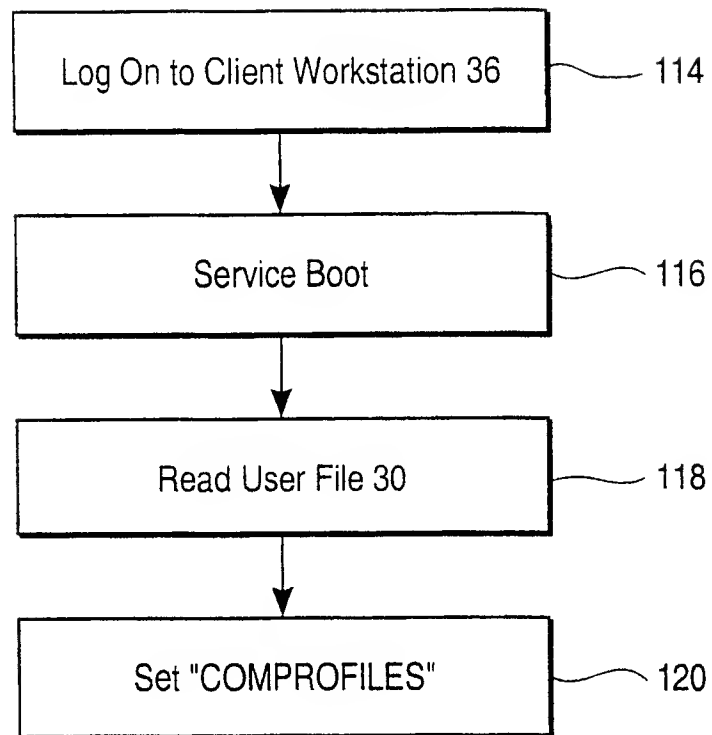 Log On to Client Workstation 36
114
Service Boot
116
Read User File 30
118
Set "COMPROFILES"
120